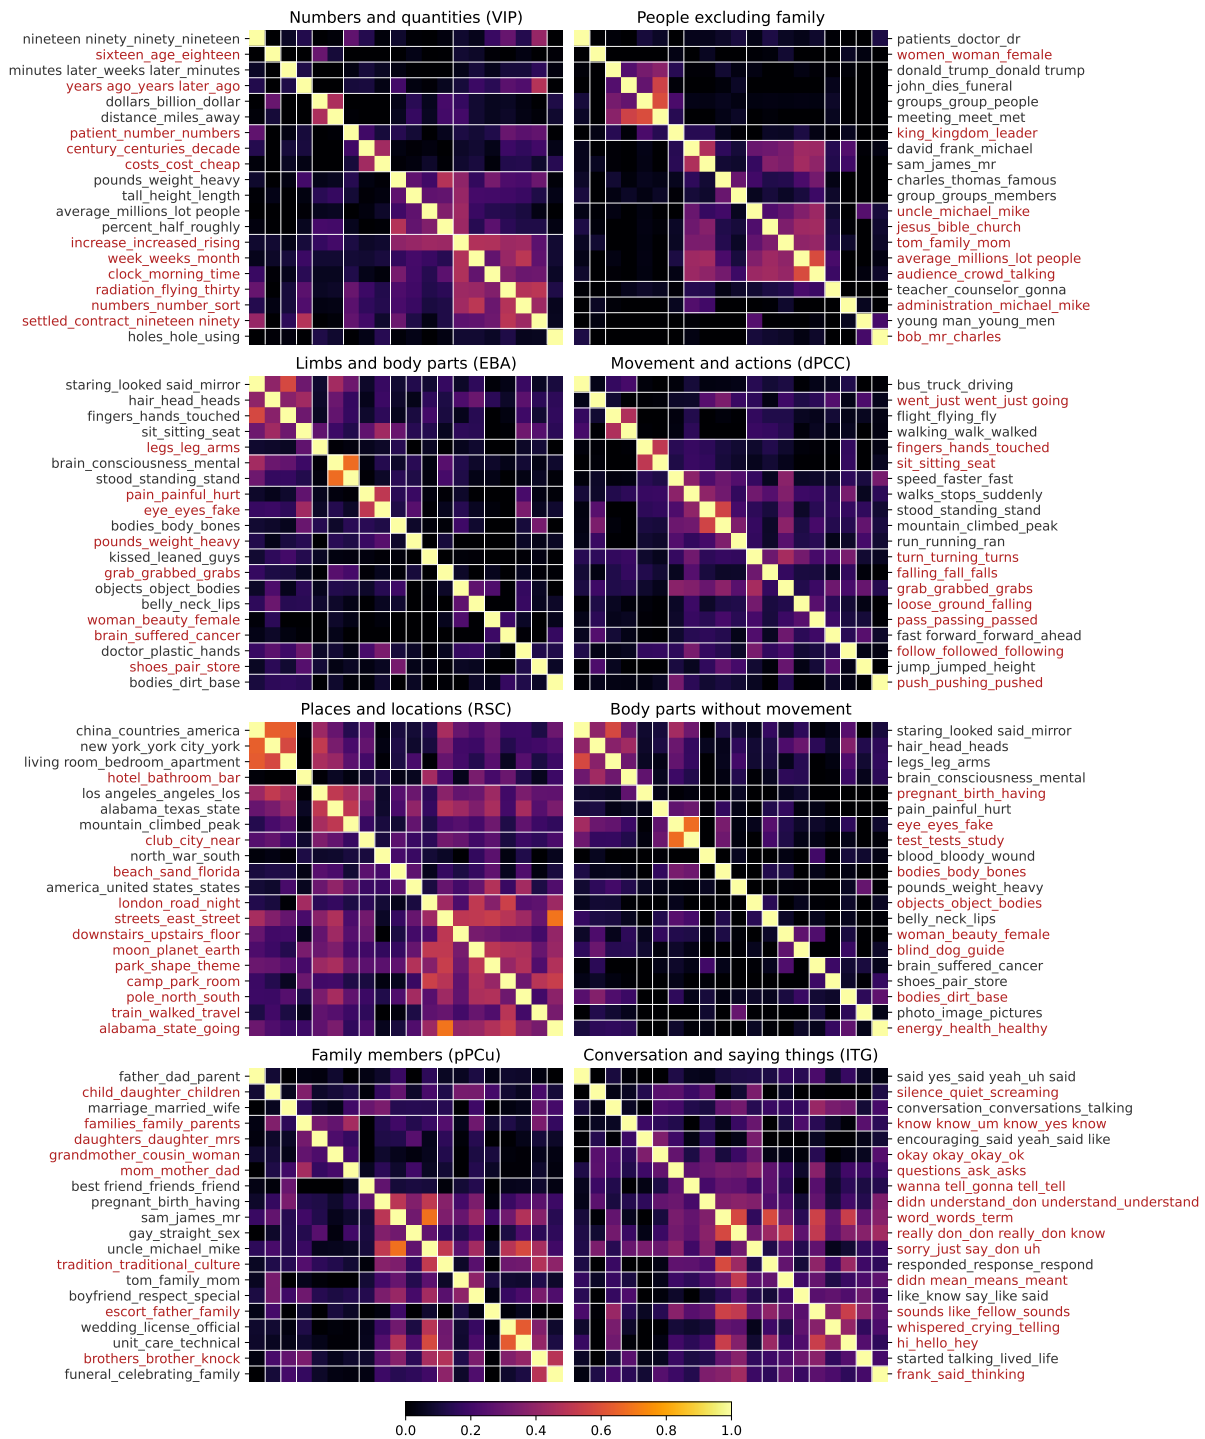 Numbers and quantities (VIP)
nineteen ninety_ninety_nineteen
sixteen_age_eighteen
minutes later_weeks later_minutes
years ago_years later_ago
dollars_billion_dollar
distance_miles_away
patient_number_numbers
century_centuries_decade
costs_cost_cheap
pounds_weight_heavy
tall_height_length
average_millions_lot people
percent_half_roughly
increase_increased_rising
week_weeks_month
clock_morning_time
radiation_flying_thirty
numbers_number_sort
settled_contract_nineteen ninety
holes_hole_using
People excluding family
patients_doctor_dr
women_woman_female
donald_trump_donald trump
john_dies_funeral
groups_group_people
meeting_meet_met
king_kingdom_leader
david_frank_michael
sam_james_mr
charles_thomas_famous
group_groups_members
uncle_michael_mike
jesus_bible_church
tom_family_mom
average_millions_lot people
audience_crowd_talking
teacher_counselor_gonna
administration_michael_mike
young man_young_men
bob_mr_charles
Limbs and body parts (EBA)
staring_looked said_mirror
hair_head_heads
fingers_hands_touched
sit_sitting_seat
legs_leg_arms
brain_consciousness_mental
stood_standing_stand
pain_painful_hurt
eye_eyes_fake
bodies_body_bones
pounds_weight_heavy
kissed_leaned_guys
grab_grabbed_grabs
objects_object_bodies
belly_neck_lips
woman_beauty_female
brain_suffered_cancer
doctor_plastic_hands
shoes_pair_store
bodies_dirt_base
Movement and actions (dPCC)
bus_truck_driving
went_just went_just going
flight_flying_fly
walking_walk_walked
fingers_hands_touched
sit_sitting_seat
speed_faster_fast
walks_stops_suddenly
stood_standing_stand
mountain_climbed_peak
run_running_ran
turn_turning_turns
falling_fall_falls
grab_grabbed_grabs
loose_ground_falling
pass_passing_passed
fast forward_forward_ahead
follow_followed_following
jump_jumped_height
push_pushing_pushed
Places and locations (RSC)
china_countries_america
new york_york city_york
living room_bedroom_apartment
hotel_bathroom_bar
los angeles_angeles_los
alabama_texas_state
mountain_climbed_peak
club_city_near
north_war_south
beach_sand_florida
america_united states_states
london_road_night
streets_east_street
downstairs_upstairs_floor
moon_planet_earth
park_shape_theme
camp_park_room
pole_north_south
train_walked_travel
alabama_state_going
Body parts without movement
staring_looked said_mirror
hair_head_heads
legs_leg_arms
brain_consciousness_mental
pregnant_birth_having
pain_painful_hurt
eye_eyes_fake
test_tests_study
blood_bloody_wound
bodies_body_bones
pounds_weight_heavy
objects_object_bodies
belly_neck_lips
woman_beauty_female
blind_dog_guide
brain_suffered_cancer
shoes_pair_store
bodies_dirt_base
photo_image_pictures
energy_health_healthy
Family members (pPCu)
father_dad_parent
child_daughter_children
marriage_married_wife
families_family_parents
daughters_daughter_mrs
grandmother_cousin_woman
mom_mother_dad
best friend_friends_friend
pregnant_birth_having
sam_james_mr
gay_straight_sex
uncle_michael_mike
tradition_traditional_culture
tom_family_mom
boyfriend_respect_special
escort_father_family
wedding_license_official
unit_care_technical
brothers_brother_knock
funeral_celebrating_family
Conversation and saying things (ITG)
said yes_said yeah_uh said
silence_quiet_screaming
conversation_conversations_talking
know know_um know_yes know
encouraging_said yeah_said like
okay okay_okay_ok
questions_ask_asks
wanna tell_gonna tell_tell
didn understand_don understand_understand
word_words_term
really don_don really_don know
sorry_just say_don uh
responded_response_respond
didn mean_means_meant
like_know say_like said
sounds like_fellow_sounds
whispered_crying_telling
hi_hello_hey
started talking_lived_life
frank_said_thinking
0.0 0.2 0.4 0.6 0.8 1.0